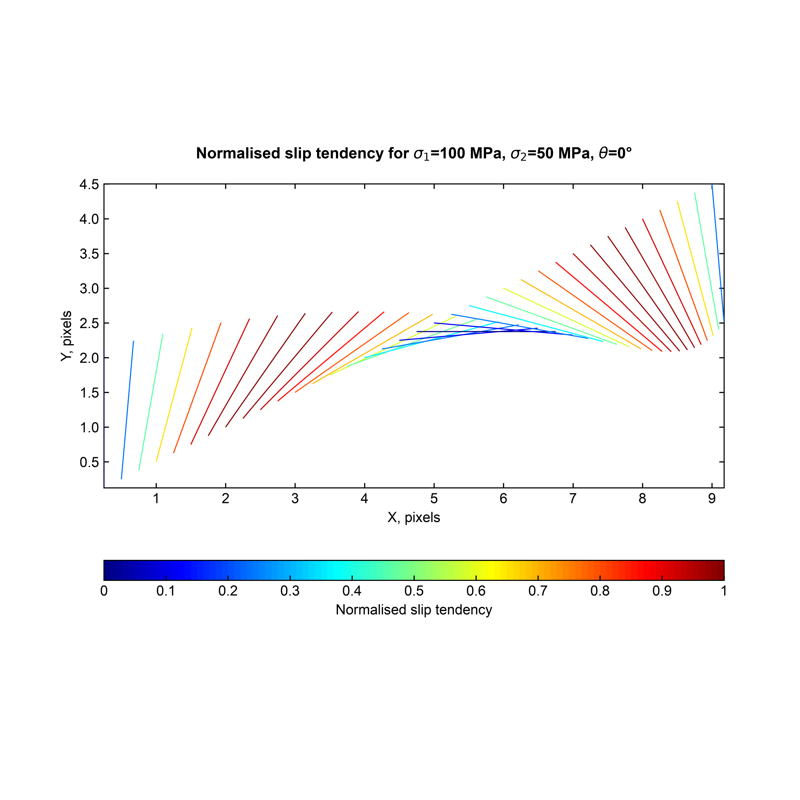 Normalised slip tendency for σ1=100 MPa, σ2=50 MPa, θ=0°
4.5
4.0
3.5
3.0
2.5
2.0
1.5
1.0
0.5
Y, pixels
1 2 3 4 5 6 7 8 9
X, pixels
0 0.1 0.2 0.3 0.4 0.5 0.6 0.7 0.8 0.9 1
Normalised slip tendency